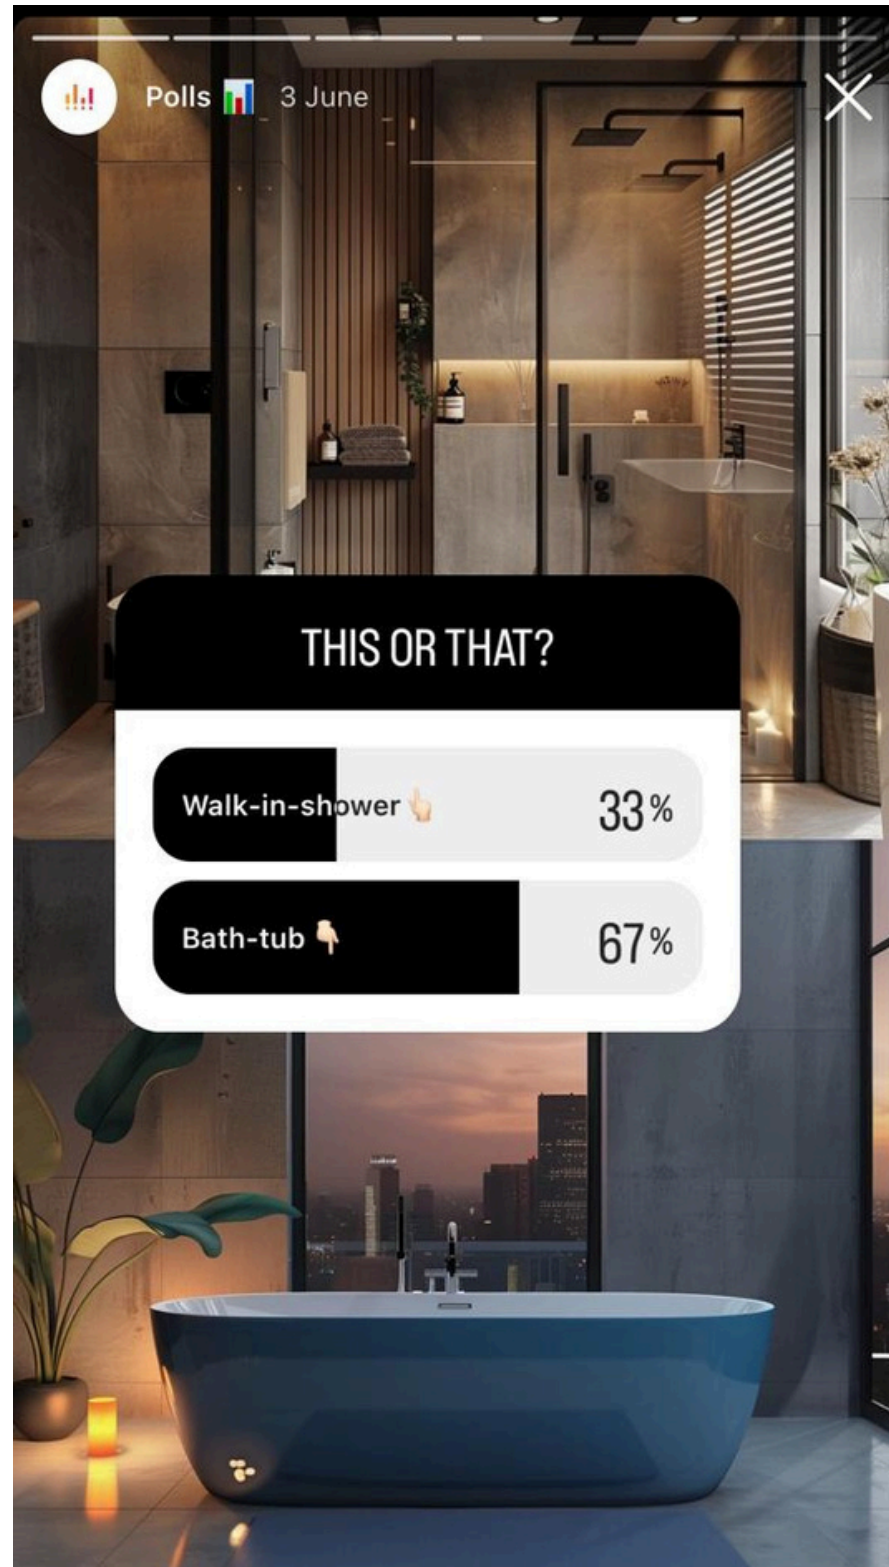 Polls 📊 3 June
THIS OR THAT?
Walk-in-shower👆🏻 33%
Bath-tub 👇🏻 67%